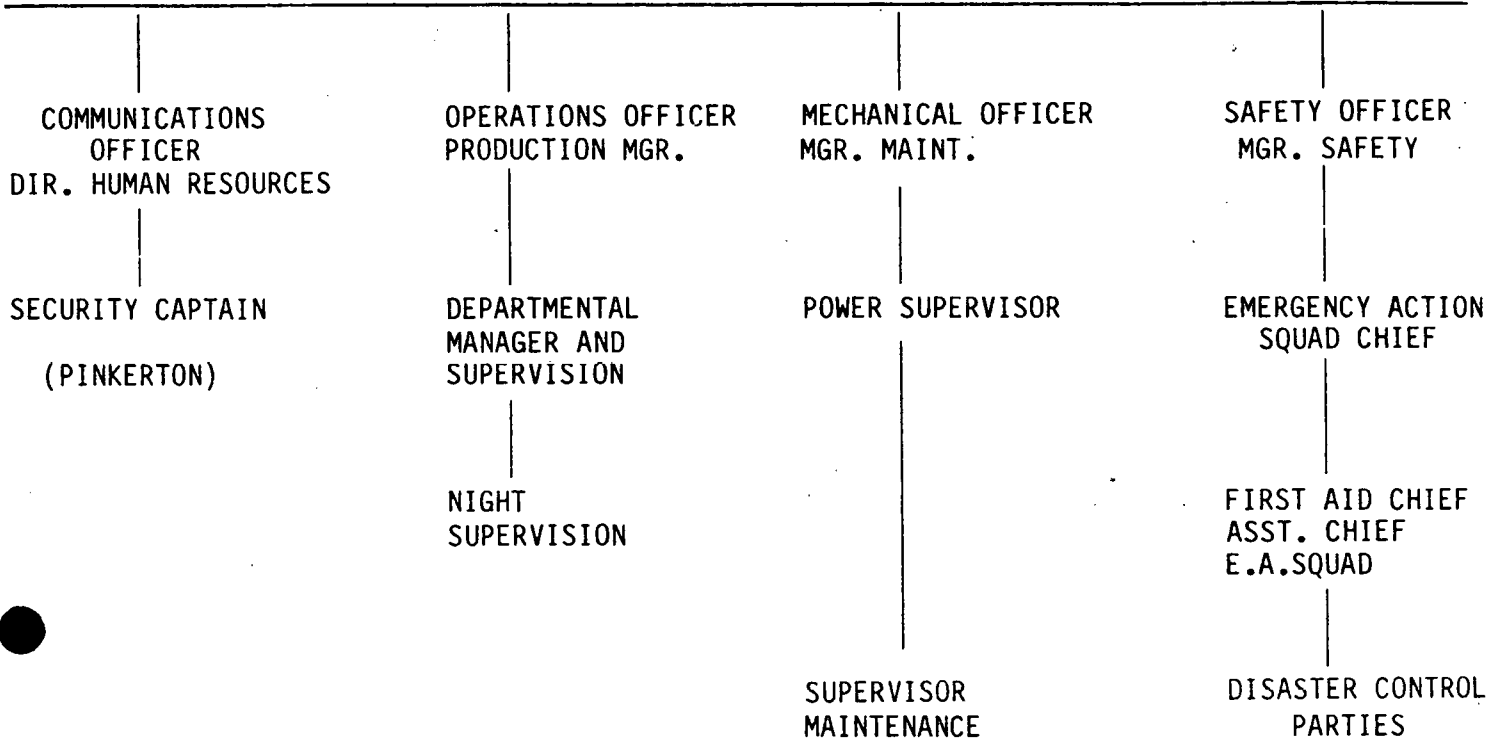 COMMUNICATIONS
OFFICER
DIR. HUMAN RESOURCES
SECURITY CAPTAIN
(PINKERTON)
OPERATIONS OFFICER
PRODUCTION MGR.
DEPARTMENTAL
MANAGER AND
SUPERVISION
NIGHT
SUPERVISION
MECHANICAL OFFICER
MGR. MAINT.
POWER SUPERVISOR
SUPERVISOR
MAINTENANCE
SAFETY OFFICER
MGR. SAFETY
EMERGENCY ACTION
SQUAD CHIEF
FIRST AID CHIEF
ASST. CHIEF
E.A.SQUAD
DISASTER CONTROL
PARTIES